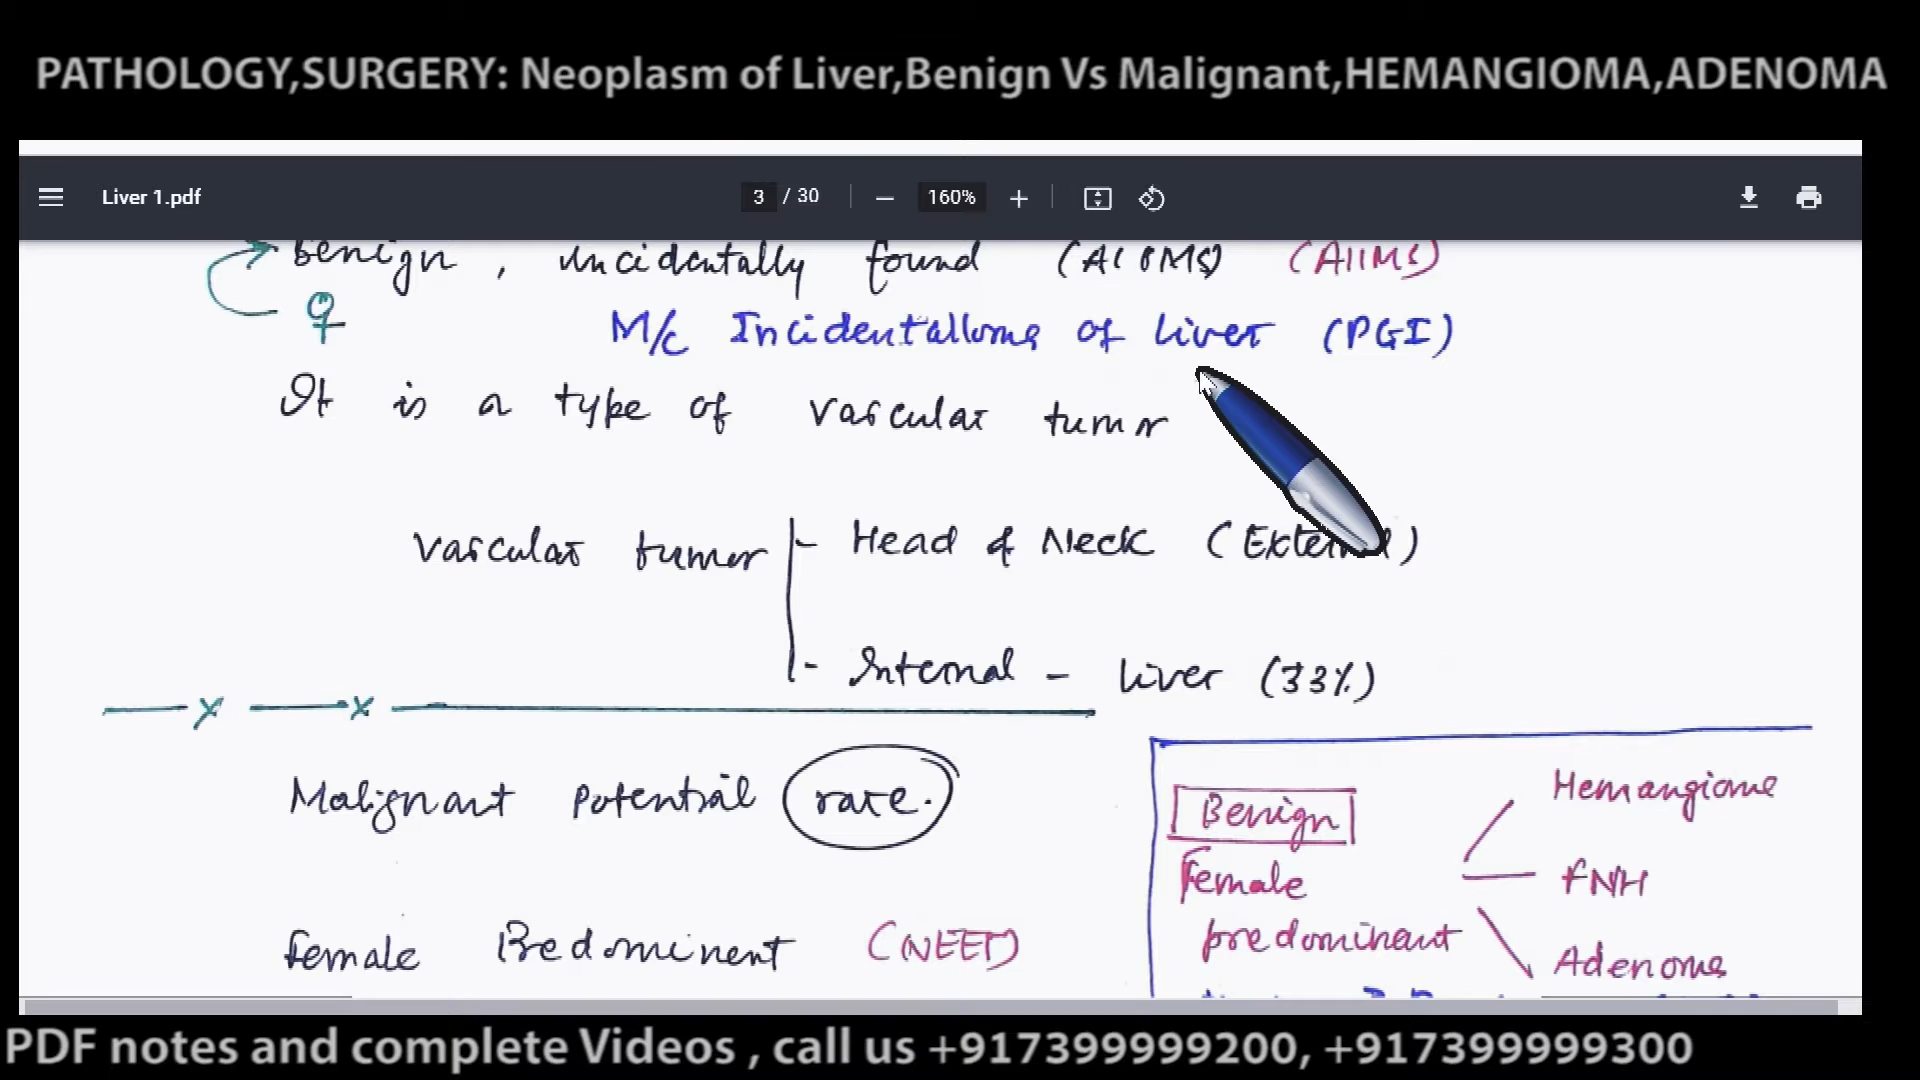 PATHOLOGY,SURGERY: Neoplasm of Liver,Benign Vs Malignant,HEMANGIOMA,ADENOMA
Liver 1.pdf
3 / 30
160%
Benign, incidentally found (AIIMS) (AIIMS)
♀
M/c Incidentalloma of liver (PGI)
It is a type of vascular tumor
Vascular tumor
- Head & Neck (External)
- Internal - liver (33%)
Malignant Potential rare.
Female Predominent (NEET)
Benign
Female
predominant
Hemangioma
FNH
Adenoma
PDF notes and complete Videos , call us +917399999200, +917399999300